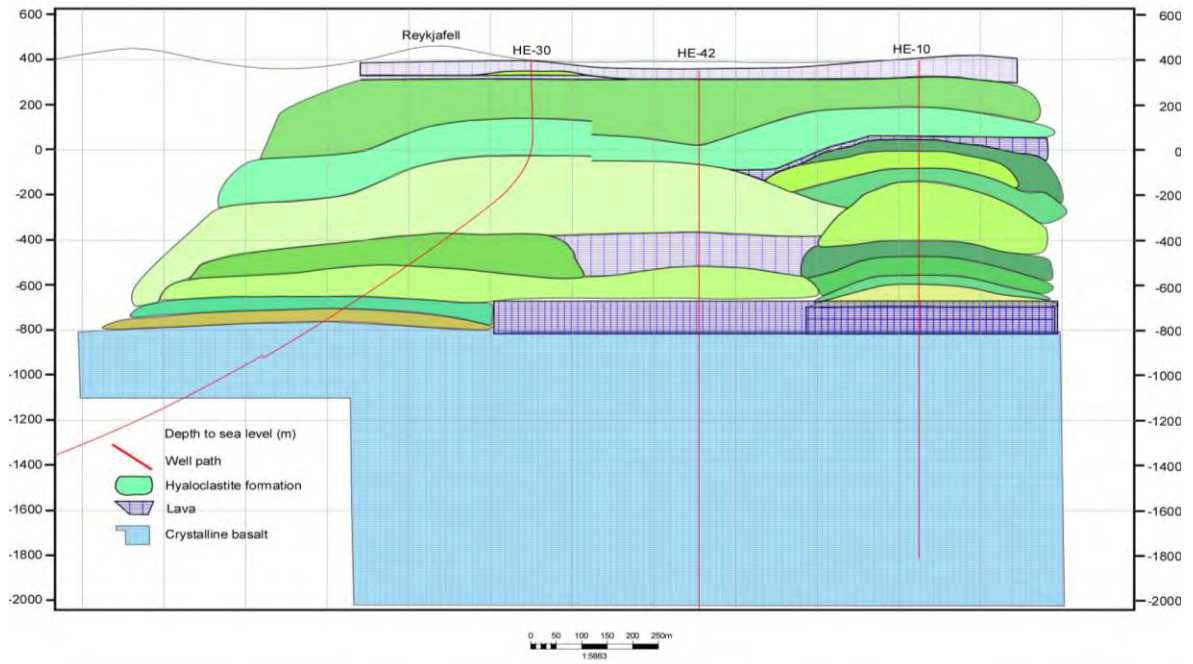 Reykjafell
HE-30
HE-42
HE-10
600 600
400 400
200 200
0 0
-200 -200
-400 -400
-600 -600
-800 -800
-1000 -1000
-1200 -1200
-1400 -1400
-1600 -1600
-1800 -1800
-2000 -2000
Depth to sea level (m)
Well path
Hyaloclastite formation
Lava
Crystalline basalt
0 50 100 150 200 250m
1:5883